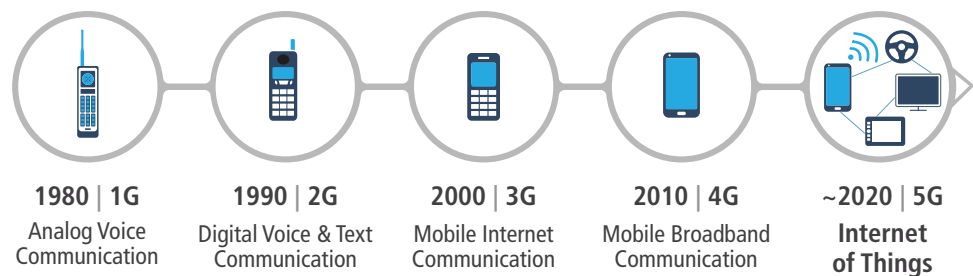 1980 | 1G
Analog Voice
Communication
1990 | 2G
Digital Voice & Text
Communication
2000 | 3G
Mobile Internet
Communication
2010 | 4G
Mobile Broadband
Communication
~2020 | 5G
Internet
of Things